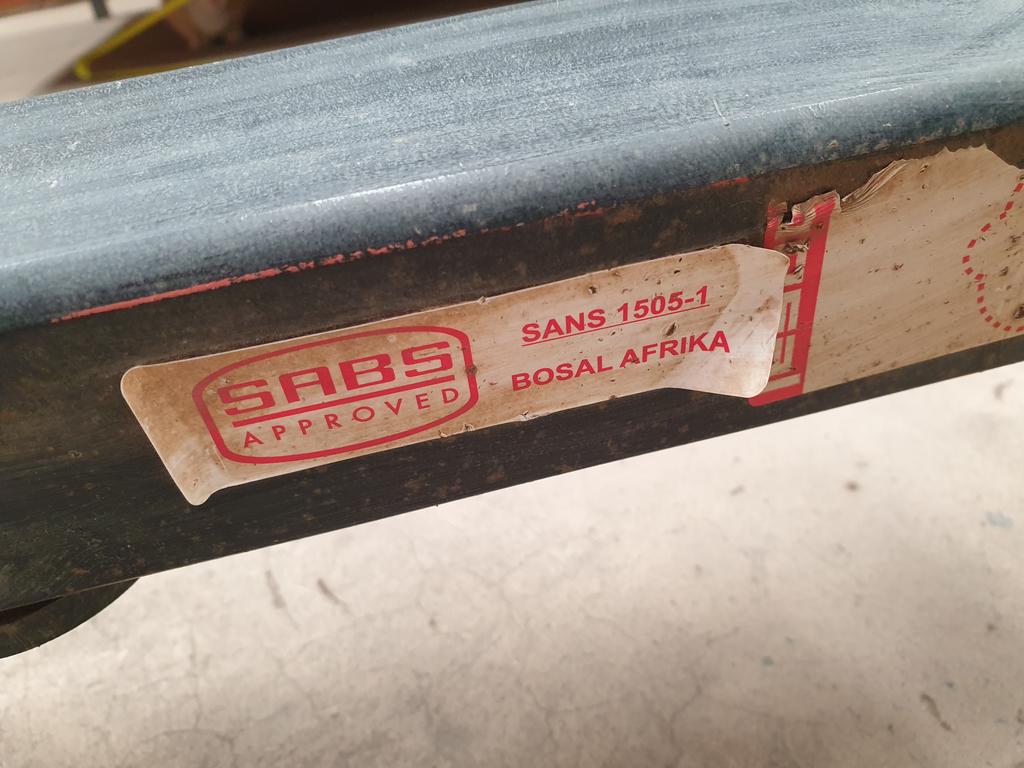 SABS
APPROVED
SANS 1505-1
BOSAL AFRIKA